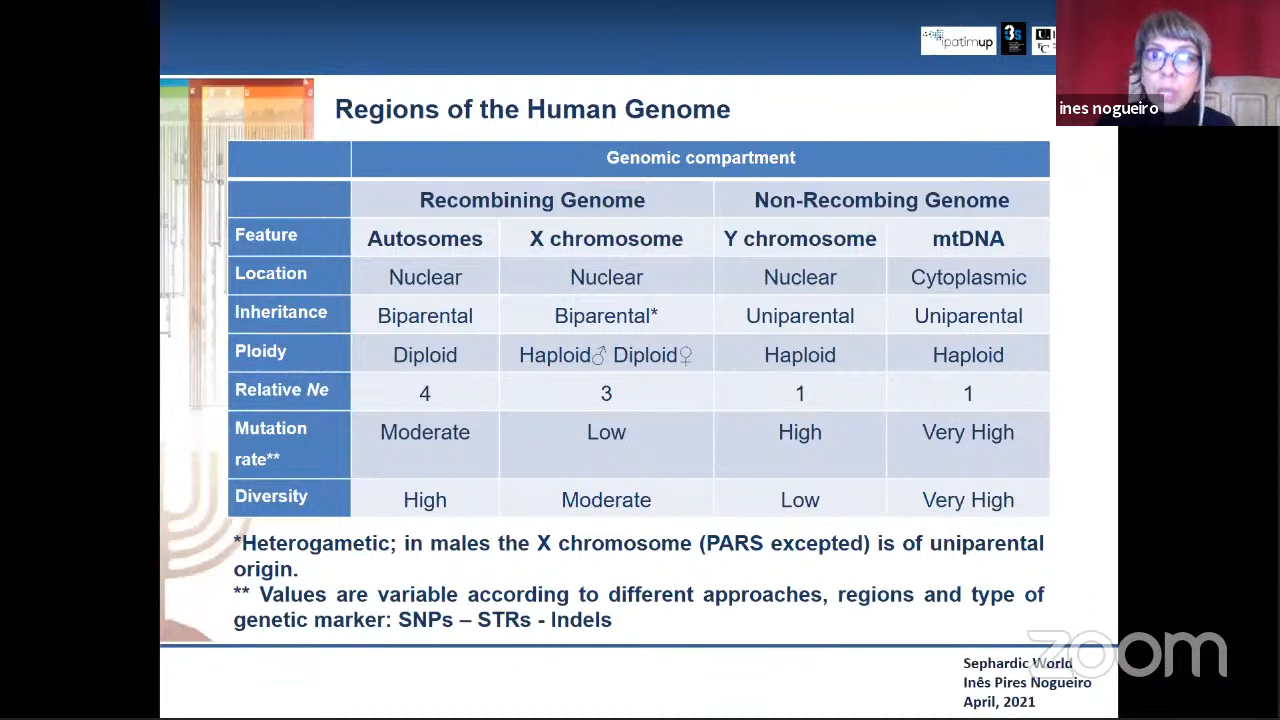 ipatimup
3s
ines nogueiro
Regions of the Human Genome
Genomic compartment
Recombining Genome Non-Recombing Genome
Feature Autosomes X chromosome Y chromosome mtDNA
Location Nuclear Nuclear Nuclear Cytoplasmic
Inheritance Biparental Biparental* Uniparental Uniparental
Ploidy Diploid Haploid♂ Diploid♀ Haploid Haploid
Relative Ne 4 3 1 1
Mutation Moderate Low High Very High
rate**
Diversity High Moderate Low Very High
*Heterogametic; in males the X chromosome (PARS excepted) is of uniparental
origin.
** Values are variable according to different approaches, regions and type of
genetic marker: SNPs – STRs - Indels
zoom
Sephardic World
Inês Pires Nogueiro
April, 2021